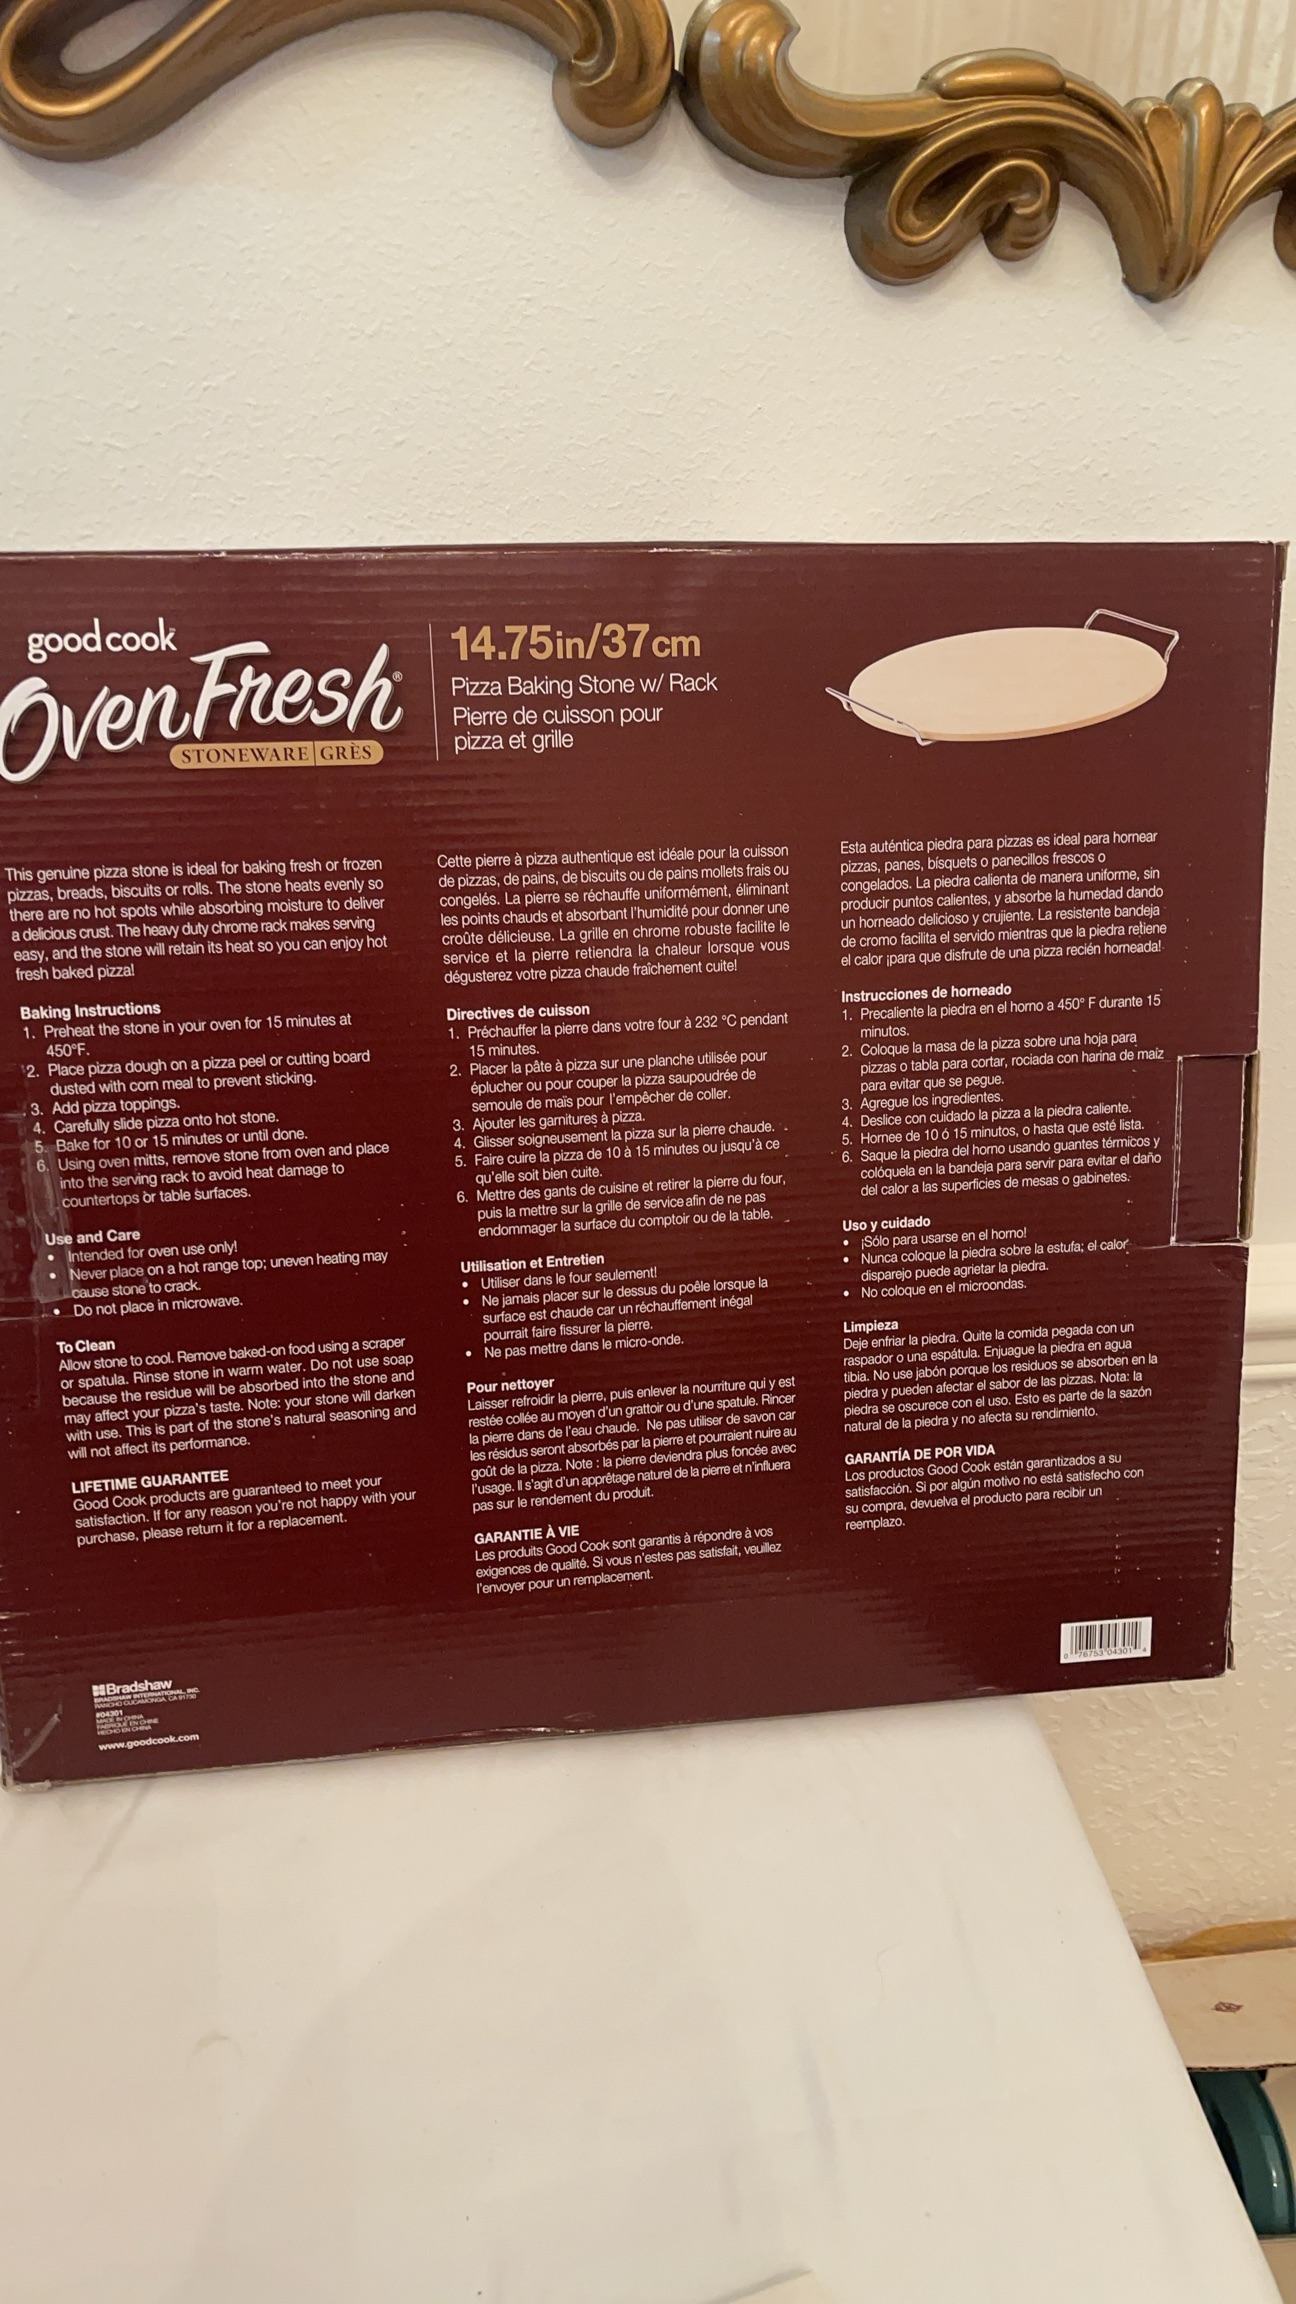 good cook
OvenFresh®
STONEWARE | GRÈS
14.75in/37cm
Pizza Baking Stone w/ Rack
Pierre de cuisson pour
pizza et grille
This genuine pizza stone is ideal for baking fresh or frozen
pizzas, breads, biscuits or rolls. The stone heats evenly so
there are no hot spots while absorbing moisture to deliver
a delicious crust. The heavy duty chrome rack makes serving
easy, and the stone will retain its heat so you can enjoy hot
fresh baked pizza!
Baking Instructions
1. Preheat the stone in your oven for 15 minutes at
450°F.
2. Place pizza dough on a pizza peel or cutting board
dusted with corn meal to prevent sticking.
3. Add pizza toppings.
4. Carefully slide pizza onto hot stone.
5. Bake for 10 or 15 minutes or until done.
6. Using oven mitts, remove stone from oven and place
into the serving rack to avoid heat damage to
countertops or table surfaces.
Use and Care
• Intended for oven use only!
• Never place on a hot range top; uneven heating may
cause stone to crack.
• Do not place in microwave.
To Clean
Allow stone to cool. Remove baked-on food using a scraper
or spatula. Rinse stone in warm water. Do not use soap
because the residue will be absorbed into the stone and
may affect your pizza's taste. Note: your stone will darken
with use. This is part of the stone's natural seasoning and
will not affect its performance.
LIFETIME GUARANTEE
Good Cook products are guaranteed to meet your
satisfaction. If for any reason you're not happy with your
purchase, please return it for a replacement.
Cette pierre à pizza authentique est idéale pour la cuisson
de pizzas, de pains, de biscuits ou de pains mollets frais ou
congelés. La pierre se réchauffe uniformément, éliminant
les points chauds et absorbant l'humidité pour donner une
croûte délicieuse. La grille en chrome robuste facilite le
service et la pierre retiendra la chaleur lorsque vous
dégusterez votre pizza chaude fraîchement cuite!
Directives de cuisson
1. Préchauffer la pierre dans votre four à 232 °C pendant
15 minutes.
2. Placer la pâte à pizza sur une planche utilisée pour
éplucher ou pour couper la pizza saupoudrée de
semoule de maïs pour l'empêcher de coller.
3. Ajouter les garnitures à pizza.
4. Glisser soigneusement la pizza sur la pierre chaude.
5. Faire cuire la pizza de 10 à 15 minutes ou jusqu'à ce
qu'elle soit bien cuite.
6. Mettre des gants de cuisine et retirer la pierre du four,
puis la mettre sur la grille de service afin de ne pas
endommager la surface du comptoir ou de la table.
Utilisation et Entretien
• Utiliser dans le four seulement!
• Ne jamais placer sur le dessus du poêle lorsque la
surface est chaude car un réchauffement inégal
pourrait faire fissurer la pierre.
• Ne pas mettre dans le micro-onde.
Pour nettoyer
Laisser refroidir la pierre, puis enlever la nourriture qui y est
restée collée au moyen d'un grattoir ou d'une spatule. Rincer
la pierre dans de l'eau chaude. Ne pas utiliser de savon car
les résidus seront absorbés par la pierre et pourraient nuire au
goût de la pizza. Note : la pierre deviendra plus foncée avec
l'usage. Il s'agit d'un apprêtage naturel de la pierre et n'influera
pas sur le rendement du produit.
GARANTIE À VIE
Les produits Good Cook sont garantis à répondre à vos
exigences de qualité. Si vous n'estes pas satisfait, veuillez
l'envoyer pour un remplacement.
Esta auténtica piedra para pizzas es ideal para hornear
pizzas, panes, bísquets o panecillos frescos o
congelados. La piedra calienta de manera uniforme, sin
producir puntos calientes, y absorbe la humedad dando
un horneado delicioso y crujiente. La resistente bandeja
de cromo facilita el servido mientras que la piedra retiene
el calor ¡para que disfrute de una pizza recién horneada!
Instrucciones de horneado
1. Precaliente la piedra en el horno a 450° F durante 15
minutos.
2. Coloque la masa de la pizza sobre una hoja para
pizzas o tabla para cortar, rociada con harina de maíz
para evitar que se pegue.
3. Agregue los ingredientes.
4. Deslice con cuidado la pizza a la piedra caliente.
5. Hornee de 10 ó 15 minutos, o hasta que esté lista.
6. Saque la piedra del horno usando guantes térmicos y
colóquela en la bandeja para servir para evitar el daño
del calor a las superficies de mesas o gabinetes.
Uso y cuidado
• ¡Sólo para usarse en el horno!
• Nunca coloque la piedra sobre la estufa; el calor
disparejo puede agrietar la piedra.
• No coloque en el microondas.
Limpieza
Deje enfriar la piedra. Quite la comida pegada con un
raspador o una espátula. Enjuague la piedra en agua
tibia. No use jabón porque los residuos se absorben en la
piedra y pueden afectar el sabor de las pizzas. Nota: la
piedra se oscurece con el uso. Esto es parte de la sazón
natural de la piedra y no afecta su rendimiento.
GARANTÍA DE POR VIDA
Los productos Good Cook están garantizados a su
satisfacción. Si por algún motivo no está satisfecho con
su compra, devuelva el producto para recibir un
reemplazo.
Bradshaw
BRADSHAW INTERNATIONAL, INC.
RANCHO CUCAMONGA, CA 91730
#04301
MADE IN CHINA
FABRIQUÉ EN CHINE
HECHO EN CHINA
www.goodcook.com
0 76753 04301 4